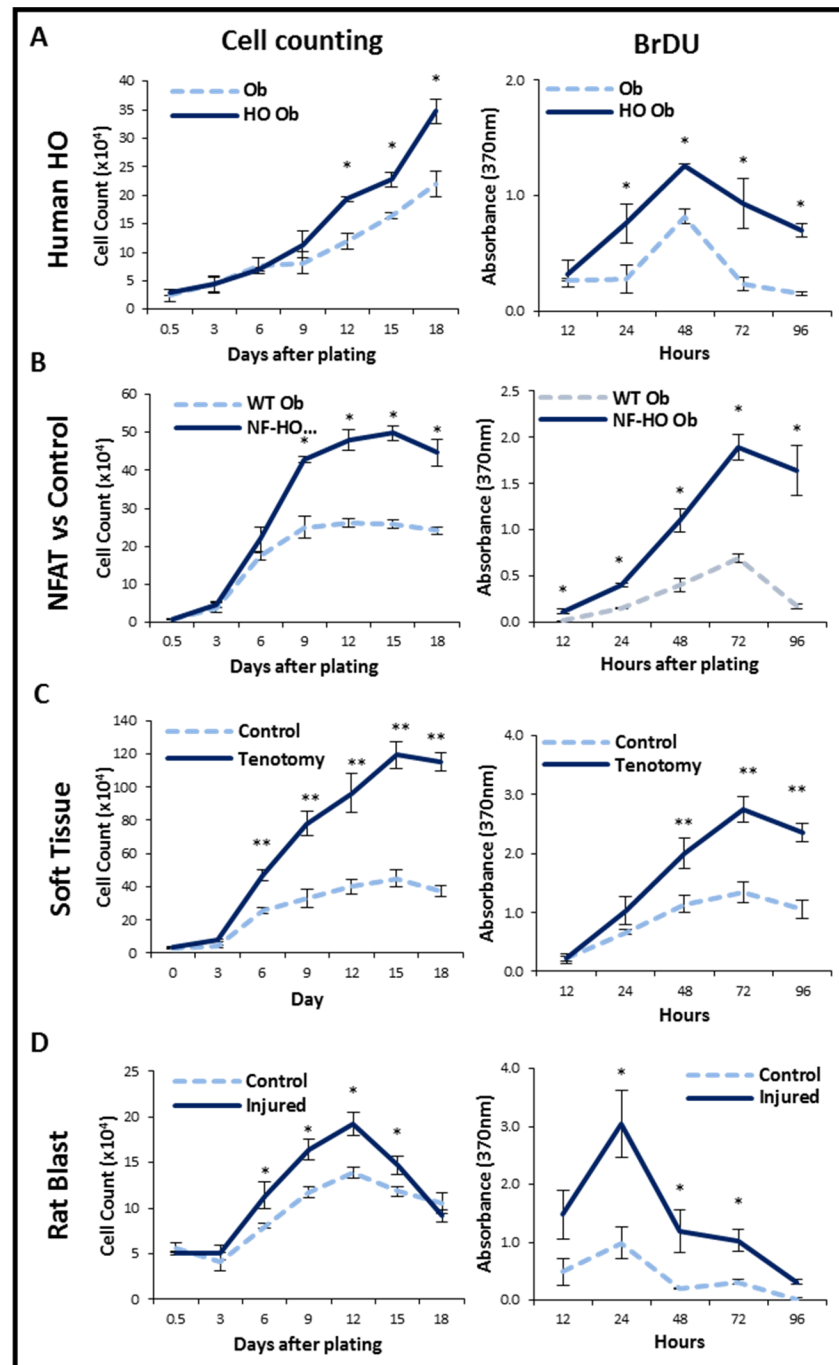 A
Cell counting
BrDU
Human HO
Cell Count (x10⁴)
40
35
30
25
20
15
10
5
0
Ob
HO Ob
*
*
*
0.5 3 6 9 12 15 18
Days after plating
Absorbance (370nm)
2.0
1.0
0.0
Ob
HO Ob
*
*
*
*
12 24 48 72 96
Hours
B
NFAT vs Control
Cell Count (x10⁴)
60
50
40
30
20
10
0
WT Ob
NF-HO...
*
*
*
*
0.5 3 6 9 12 15 18
Days after plating
Absorbance (370nm)
2.5
2.0
1.5
1.0
0.5
0.0
WT Ob
NF-HO Ob
*
*
*
*
*
12 24 48 72 96
Hours after plating
C
Soft Tissue
Cell Count (x10⁴)
140
120
100
80
60
40
20
0
Control
Tenotomy
**
**
**
**
**
0 3 6 9 12 15 18
Day
Absorbance (370nm)
4.0
3.0
2.0
1.0
0.0
Control
Tenotomy
**
**
**
12 24 48 72 96
Hours
D
Rat Blast
Cell Count (x10⁴)
25
20
15
10
5
0
Control
Injured
*
*
*
*
0.5 3 6 9 12 15 18
Days after plating
Absorbance (370nm)
4.0
3.0
2.0
1.0
0.0
Control
Injured
*
*
*
12 24 48 72 96
Hours